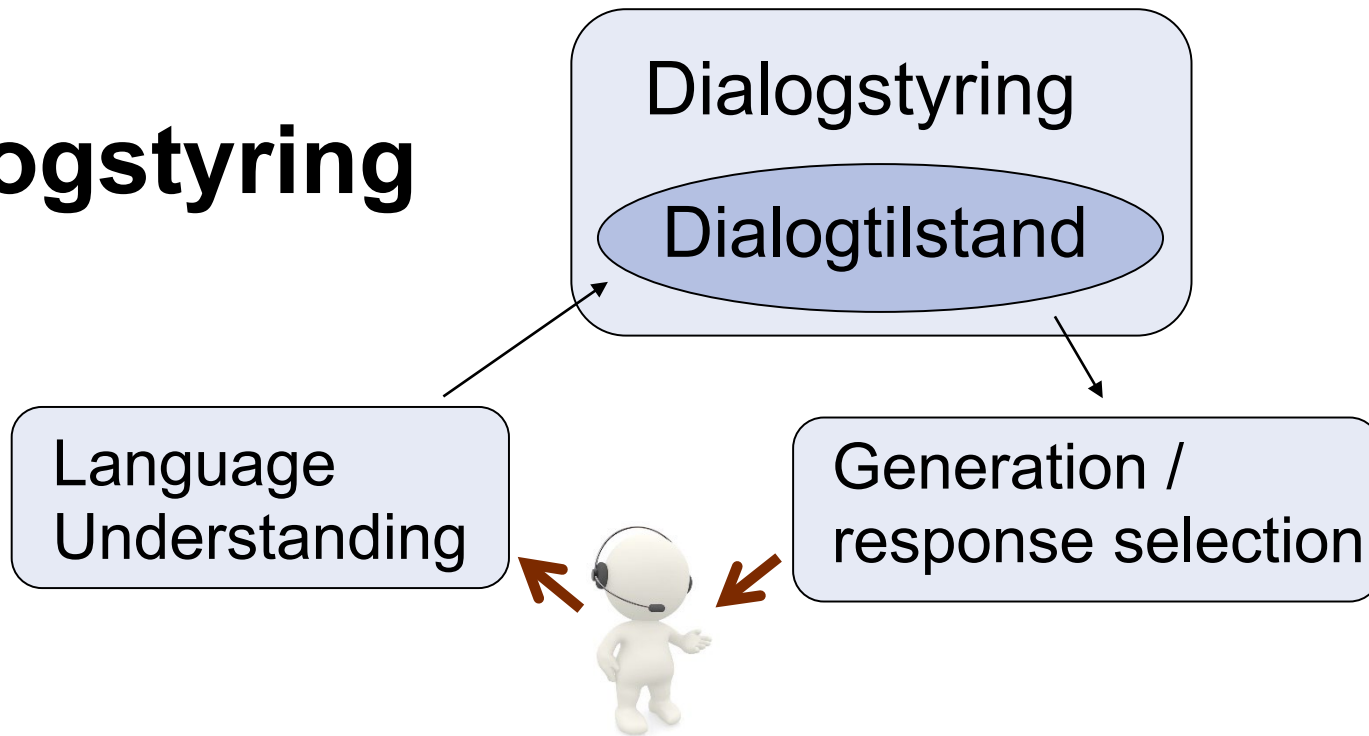 ogstyring
Dialogstyring
Dialogtilstand
Language
Understanding
Generation /
response selection